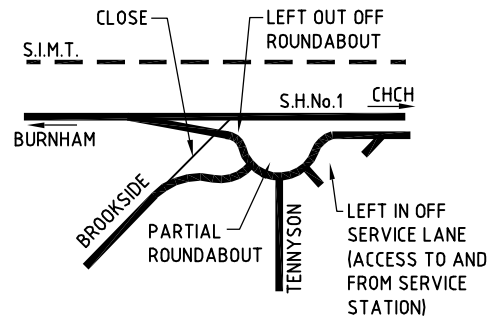 CLOSE
LEFT OUT OFF
ROUNDABOUT
S.I.M.T.
S.H.No.1
CHCH
BURNHAM
BROOKSIDE
PARTIAL
ROUNDABOUT
TENNYSON
LEFT IN OFF
SERVICE LANE
(ACCESS TO AND
FROM SERVICE
STATION)